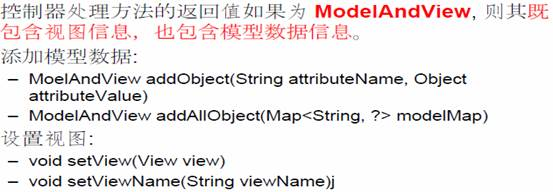 控制器处理方法的返回值如果为 ModelAndView, 则其既
包含视图信息，也包含模型数据信息。
添加模型数据:
– MoelAndView addObject(String attributeName, Object
attributeValue)
– ModelAndView addAllObject(Map<String, ?> modelMap)
设置视图:
– void setView(View view)
– void setViewName(String viewName)j